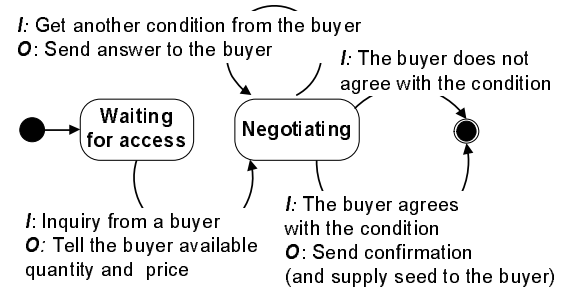 I: Get another condition from the buyer
O: Send answer to the buyer
I: The buyer does not
agree with the condition
Waiting
for access
Negotiating
I: Inquiry from a buyer
O: Tell the buyer available
quantity and price
I: The buyer agrees
with the condition
O: Send confirmation
(and supply seed to the buyer)